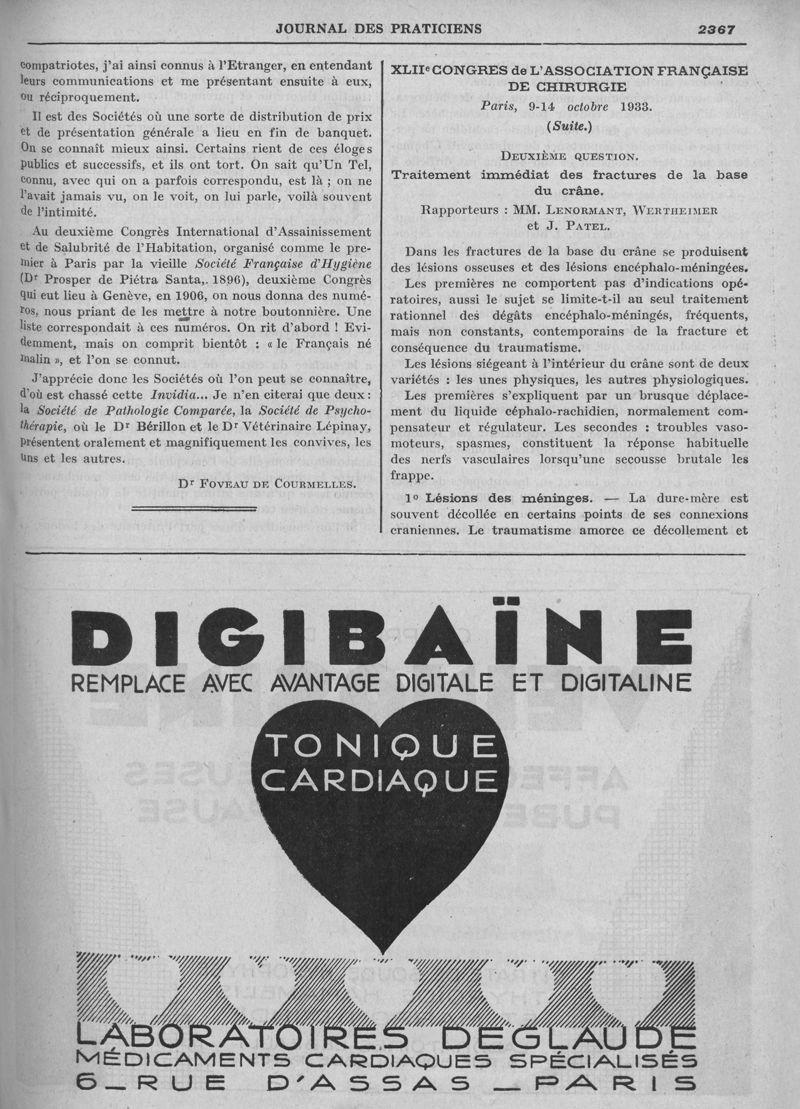 JOURNAL DES PRATICIENS 2367
compatriotes, j'ai ainsi connus à l'Etranger, en entendant
leurs communications et me présentant ensuite à eux,
ou réciproquement.
Il est des Sociétés où une sorte de distribution de prix
et de présentation générale a lieu en fin de banquet.
On se connaît mieux ainsi. Certains rient de ces éloges
publics et successifs, et ils ont tort. On sait qu'Un Tel,
connu, avec qui on a parfois correspondu, est là ; on ne
l'avait jamais vu, on le voit, on lui parle, voilà souvent
de l'intimité.
Au deuxième Congrès International d'Assainissement
et de Salubrité de l'Habitation, organisé comme le pre-
mier à Paris par la vieille Société Française d'Hygiène
(Dr Prosper de Piétra Santa,. 1896), deuxième Congrès
qui eut lieu à Genève, en 1906, on nous donna des numé-
ros, nous priant de les mettre à notre boutonnière. Une
liste correspondait à ces numéros. On rit d'abord ! Evi-
demment, mais on comprit bientôt : « le Français né
malin », et l'on se connut.
J'apprécie donc les Sociétés où l'on peut se connaître,
d'où est chassé cette Invidia... Je n'en citerai que deux :
la Société de Pathologie Comparée, la Société de Psycho-
thérapie, où le Dr Bérillon et le Dr Vétérinaire Lépinay,
présentent oralement et magnifiquement les convives, les
uns et les autres.
Dr FOVEAU DE COURMELLES.
XLIIe CONGRES de L'ASSOCIATION FRANÇAISE
DE CHIRURGIE
Paris, 9-14 octobre 1933.
(Suite.)
DEUXIÈME QUESTION.
Traitement immédiat des fractures de la base
du crâne.
Rapporteurs : MM. LENORMANT, WERTHEIMER
et J. PATEL.
Dans les fractures de la base du crâne se produisent
des lésions osseuses et des lésions encéphalo-méningées.
Les premières ne comportent pas d'indications opé-
ratoires, aussi le sujet se limite-t-il au seul traitement
rationnel des dégâts encéphalo-méningés, fréquents,
mais non constants, contemporains de la fracture et
conséquence du traumatisme.
Les lésions siégeant à l'intérieur du crâne sont de deux
variétés : les unes physiques, les autres physiologiques.
Les premières s'expliquent par un brusque déplace-
ment du liquide céphalo-rachidien, normalement com-
pensateur et régulateur. Les secondes : troubles vaso-
moteurs, spasmes, constituent la réponse habituelle
des nerfs vasculaires lorsqu'une secousse brutale les
frappe.
1o Lésions des méninges. — La dure-mère est
souvent décollée en certains points de ses connexions
craniennes. Le traumatisme amorce ce décollement et
DIGIBAÏNE
REMPLACE AVEC AVANTAGE DIGITALE ET DIGITALINE
TONIQUE
CARDIAQUE
LABORATOIRES DEGLAUDE
MÉDICAMENTS CARDIAQUES SPÉCIALISÉS
6_RUE D'ASSAS _ PARIS